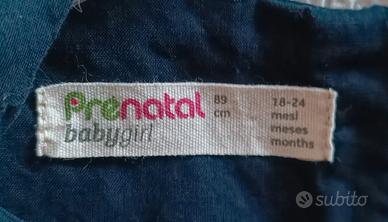 Prénatal
babygirl
89
cm
18-24
mesi
meses
months
subito